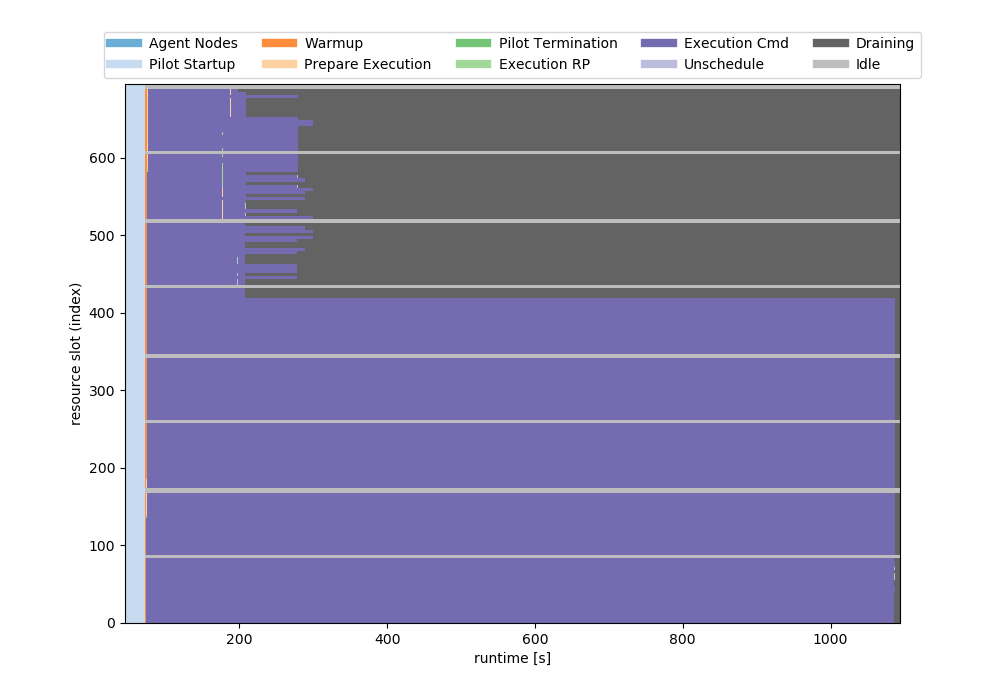 Agent Nodes Warmup Pilot Termination Execution Cmd Draining
Pilot Startup Prepare Execution Execution RP Unschedule Idle
600
500
400
300
200
100
0
resource slot (index)
200 400 600 800 1000
runtime [s]